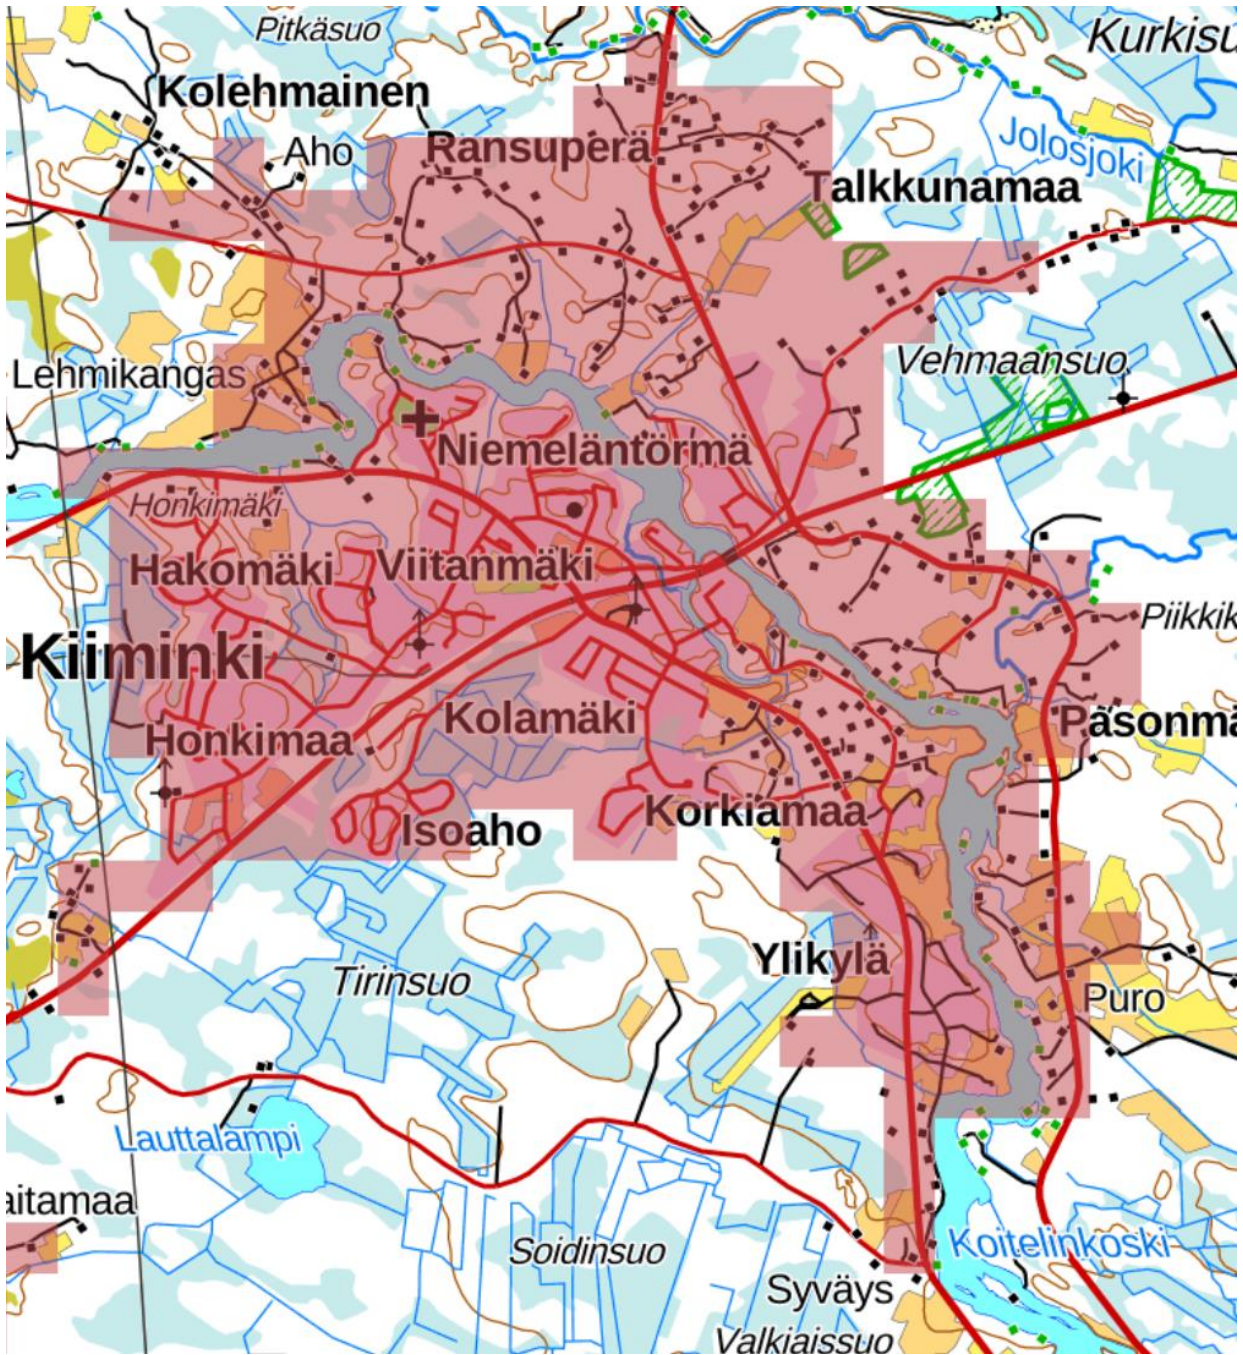 Pitkäsuo
Kolehmainen
Aho
Ransuperä
Jolosjoki
Talkkunamaa
Vehmaansuo
Lehmikangas
Niemeläntörmä
Honkimäki
Hakomäki
Viitanmäki
Kiiminki
Kolamäki
Honkimaa
Korkiamaa
Isoaho
Ylikylä
Tirinsuo
Puro
Lauttalampi
Soidinsuo
Koitelinkoski
Syväys
Valkiaissuo
Kurkisu
Piikkik
Päsonmä
aitamaa